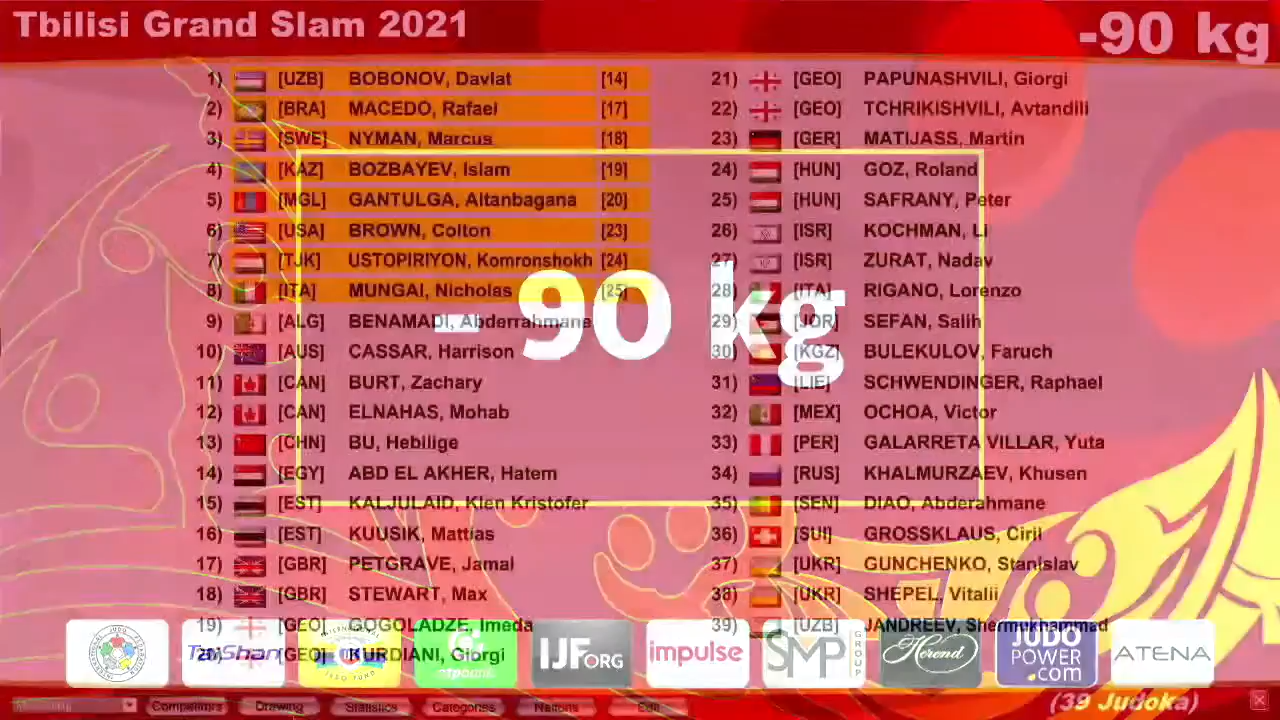 Tbilisi Grand Slam 2021
-90 kg
1) [UZB] BOBONOV, Davlat [14]
2) [BRA] MACEDO, Rafael [17]
3) [SWE] NYMAN, Marcus [18]
4) [KAZ] BOZBAYEV, Islam [19]
5) [MGL] GANTULGA, Altanbagana [20]
6) [USA] BROWN, Colton [23]
7) [TJK] USTOPIRIYON, Komronshokh [24]
8) [ITA] MUNGAI, Nicholas [25]
9) [ALG] BENAMADI, Abderrahmane
10) [AUS] CASSAR, Harrison
11) [CAN] BURT, Zachary
12) [CAN] ELNAHAS, Mohab
13) [CHN] BU, Hebilige
14) [EGY] ABD EL AKHER, Hatem
15) [EST] KALJULAID, Klen Kristofer
16) [EST] KUUSIK, Mattias
17) [GBR] PETGRAVE, Jamal
18) [GBR] STEWART, Max
19) [GEO] GOGOLADZE, Imeda
20) [GEO] KURDIANI, Giorgi
21) [GEO] PAPUNASHVILI, Giorgi
22) [GEO] TCHRIKISHVILI, Avtandili
23) [GER] MATIJASS, Martin
24) [HUN] GOZ, Roland
25) [HUN] SAFRANY, Peter
26) [ISR] KOCHMAN, Li
27) [ISR] ZURAT, Nadav
28) [ITA] RIGANO, Lorenzo
29) [JOR] SEFAN, Salih
30) [KGZ] BULEKULOV, Faruch
31) [LIE] SCHWENDINGER, Raphael
32) [MEX] OCHOA, Victor
33) [PER] GALARRETA VILLAR, Yuta
34) [RUS] KHALMURZAEV, Khusen
35) [SEN] DIAO, Abderahmane
36) [SUI] GROSSKLAUS, Ciril
37) [UKR] GUNCHENKO, Stanislav
38) [UKR] SHEPEL, Vitalii
39) [UZB] JANDREEV, Shermukhammad
- 90 kg
TaiShan
IJF.ORG
impulse
SMP GROUP
Herend
JUDO POWER .com
ATENA
Competitors Drawing Statistics Categories Nations Edit
(39 Judoka)